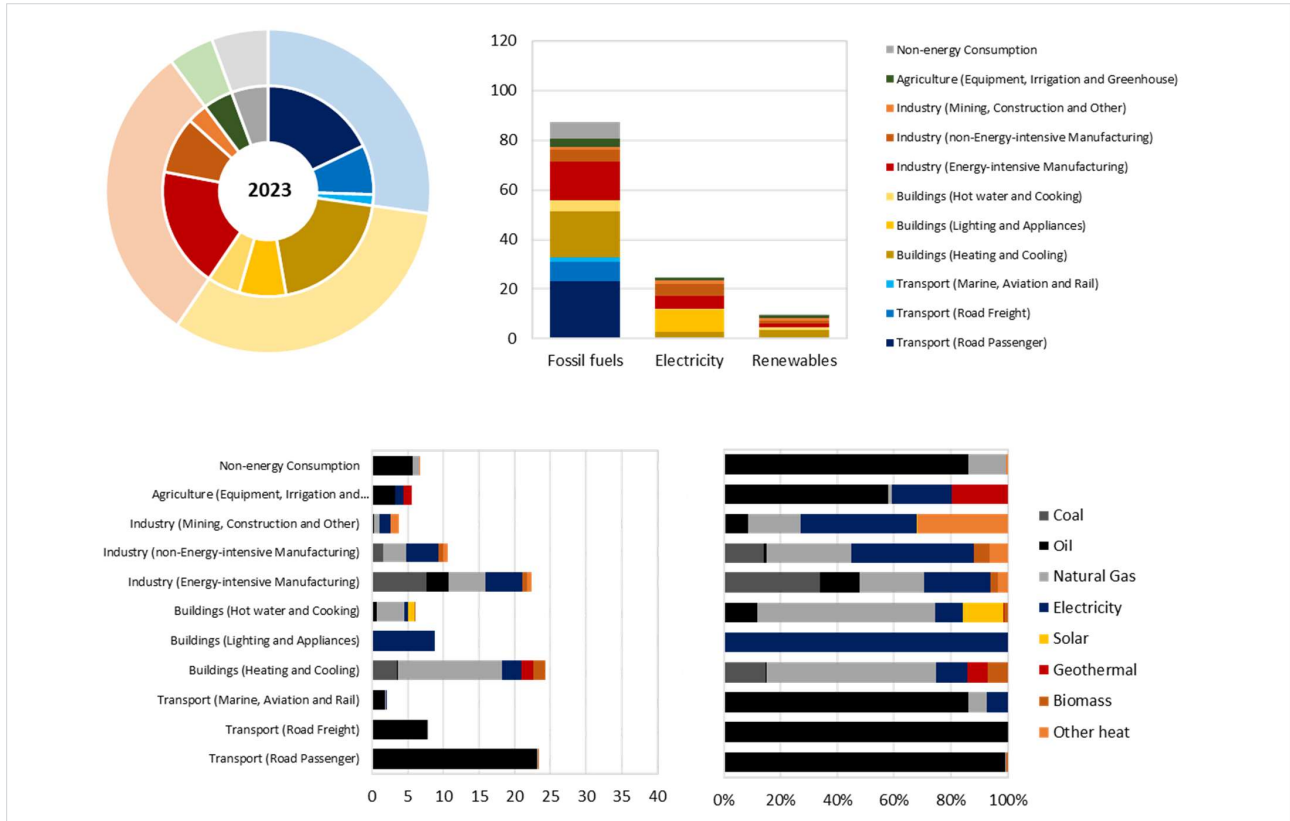 2023
120
100
80
60
40
20
0
Fossil fuels
Electricity
Renewables
Non-energy Consumption
Agriculture (Equipment, Irrigation and Greenhouse)
Industry (Mining, Construction and Other)
Industry (non-Energy-intensive Manufacturing)
Industry (Energy-intensive Manufacturing)
Buildings (Hot water and Cooking)
Buildings (Lighting and Appliances)
Buildings (Heating and Cooling)
Transport (Marine, Aviation and Rail)
Transport (Road Freight)
Transport (Road Passenger)
Non-energy Consumption
Agriculture (Equipment, Irrigation and...
Industry (Mining, Construction and Other)
Industry (non-Energy-intensive Manufacturing)
Industry (Energy-intensive Manufacturing)
Buildings (Hot water and Cooking)
Buildings (Lighting and Appliances)
Buildings (Heating and Cooling)
Transport (Marine, Aviation and Rail)
Transport (Road Freight)
Transport (Road Passenger)
0 5 10 15 20 25 30 35 40
0% 20% 40% 60% 80% 100%
Coal
Oil
Natural Gas
Electricity
Solar
Geothermal
Biomass
Other heat